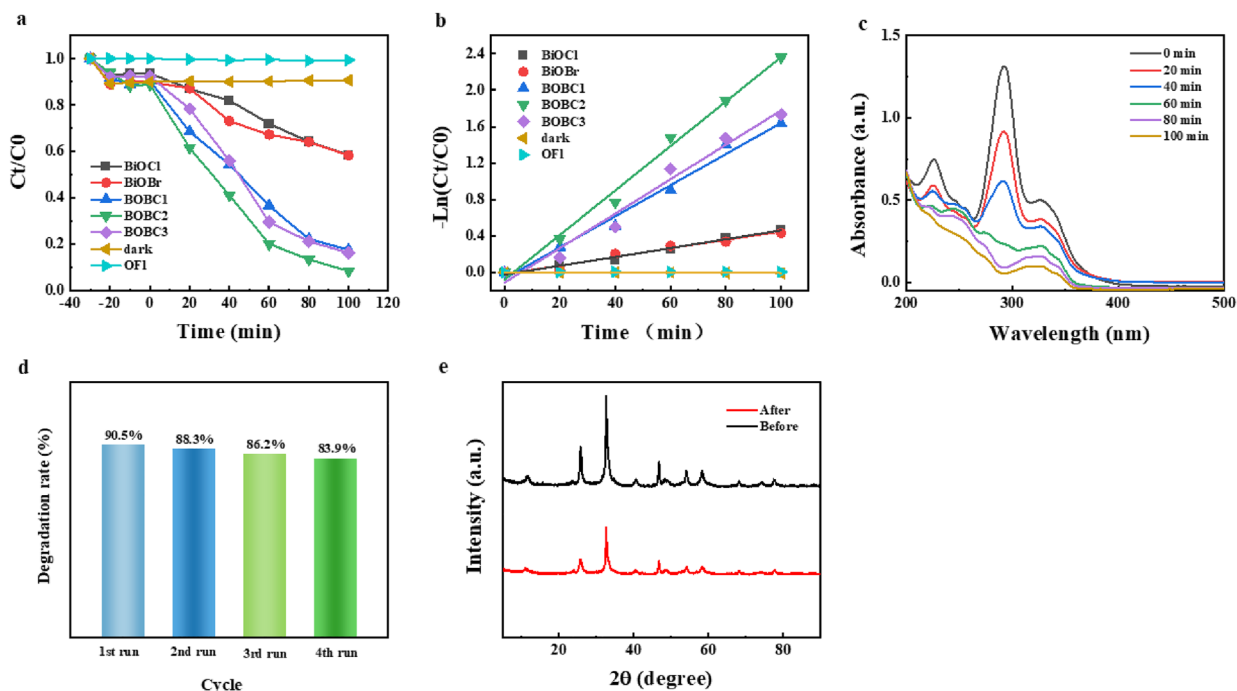 a
Ct/C0
1.0
0.8
0.6
0.4
0.2
0.0
BiOCl
BiOBr
BOBC1
BOBC2
BOBC3
dark
OFl
-40 -20 0 20 40 60 80 100 120
Time (min)
b
-Ln(Ct/C0)
2.4
2.0
1.6
1.2
0.8
0.4
0.0
BiOCl
BiOBr
BOBC1
BOBC2
BOBC3
dark
OFl
0 20 40 60 80 100
Time （min）
c
Absorbance (a.u.)
1.5
1.0
0.5
0.0
0 min
20 min
40 min
60 min
80 min
100 min
200 300 400 500
Wavelength (nm)
d
Degradation rate (%)
90.5% 88.3% 86.2% 83.9%
1st run 2nd run 3rd run 4th run
Cycle
e
Intensity (a.u.)
After
Before
20 40 60 80
2θ (degree)